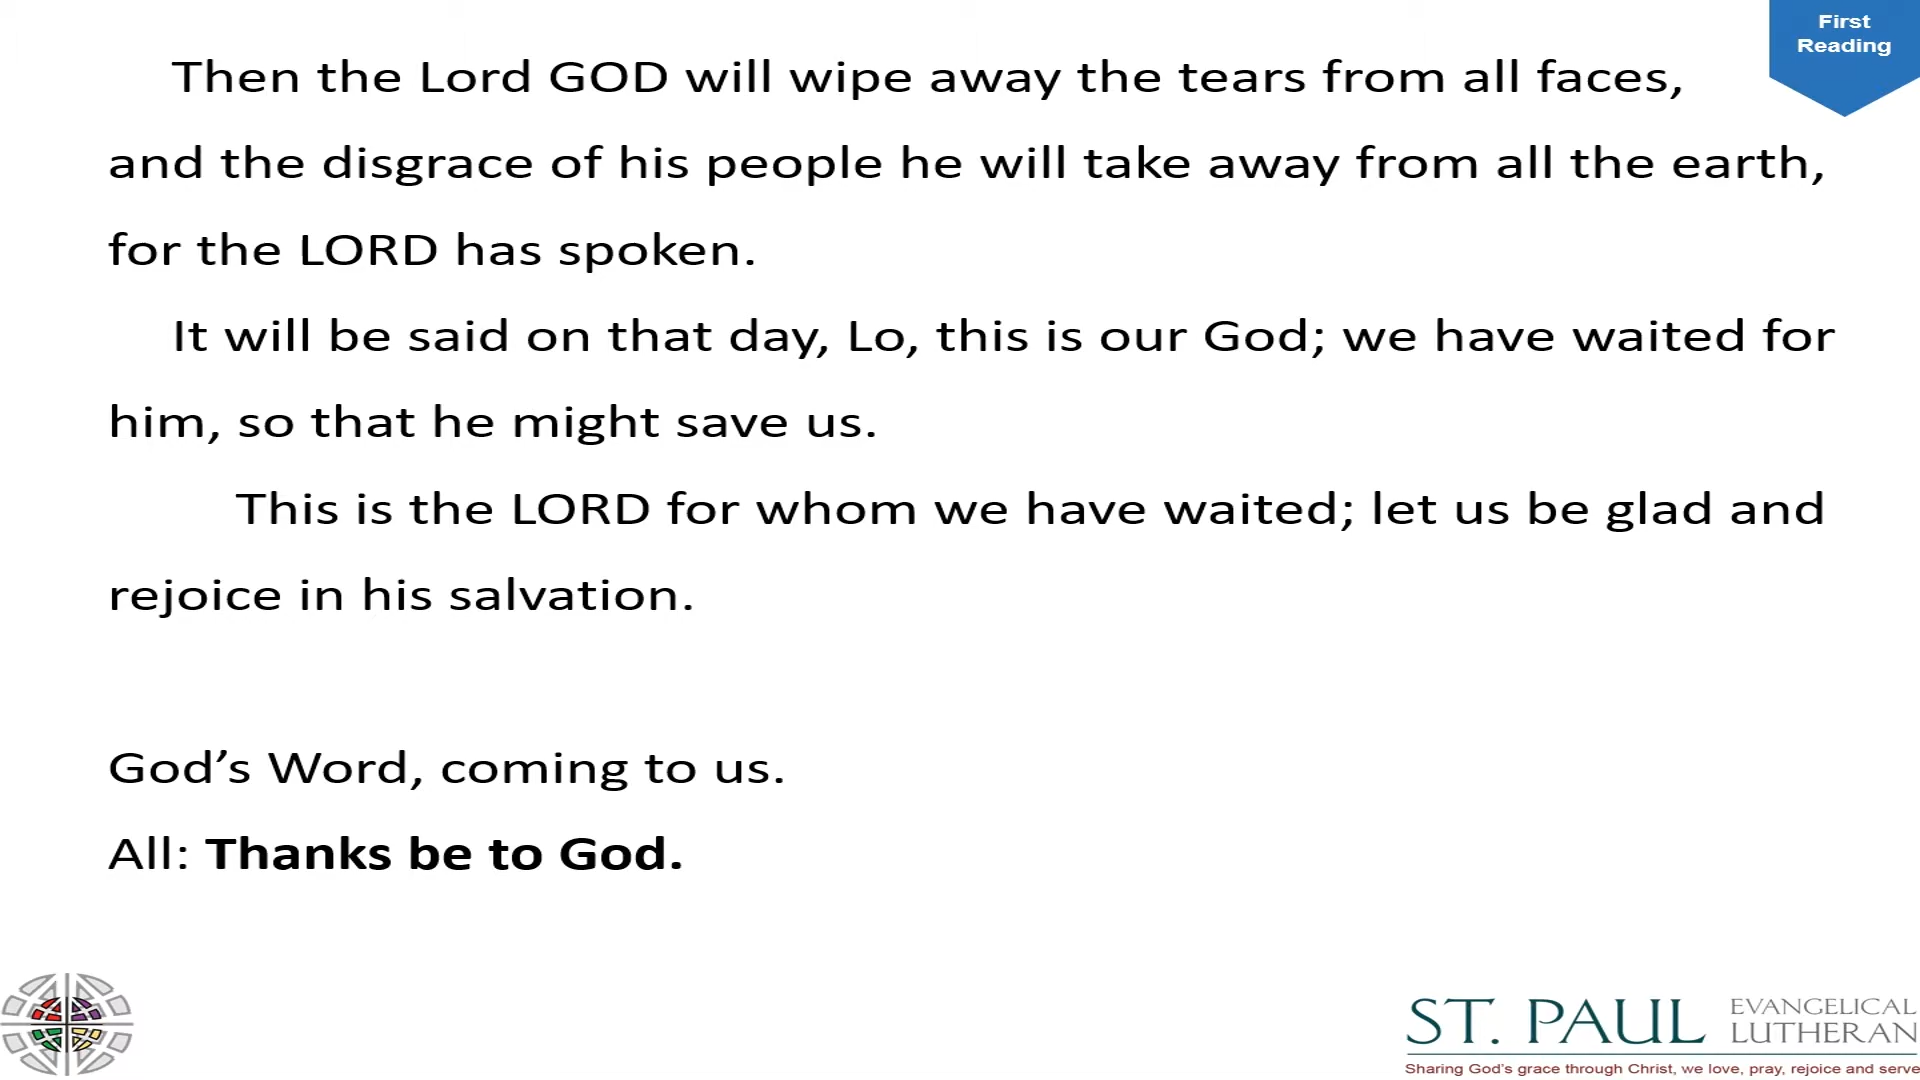 First
Reading
Then the Lord GOD will wipe away the tears from all faces,
and the disgrace of his people he will take away from all the earth,
for the LORD has spoken.
It will be said on that day, Lo, this is our God; we have waited for
him, so that he might save us.
This is the LORD for whom we have waited; let us be glad and
rejoice in his salvation.
God’s Word, coming to us.
All: Thanks be to God.
ST. PAUL EVANGELICAL
LUTHERAN
Sharing God's grace through Christ, we love, pray, rejoice and serve